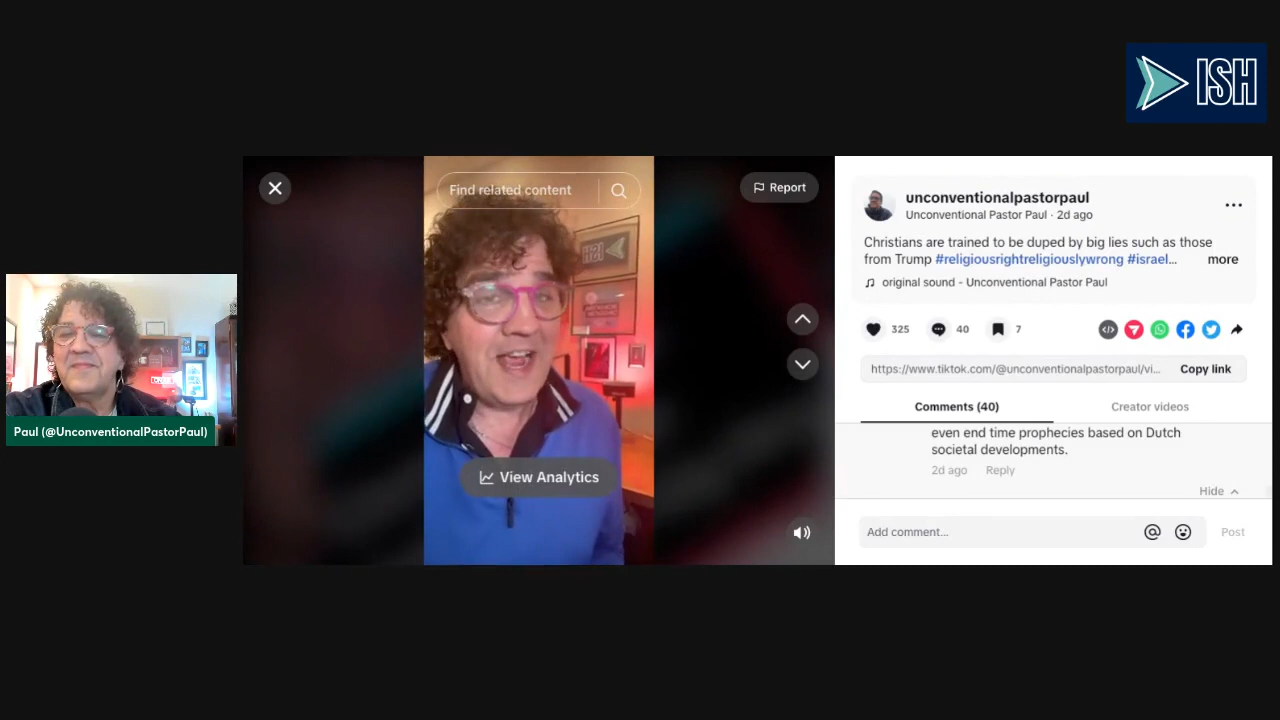 ISH
Find related content
Report
unconventionalpastorpaul
Unconventional Pastor Paul · 2d ago
Christians are trained to be duped by big lies such as those
from Trump #religiousrightreligiouslywrong #israel... more
original sound - Unconventional Pastor Paul
325 40 7
https://www.tiktok.com/@unconventionalpastorpaul/vi... Copy link
Comments (40) Creator videos
even end time prophecies based on Dutch
societal developments.
2d ago Reply
Hide
Add comment... Post
View Analytics
Paul (@UnconventionalPastorPaul)